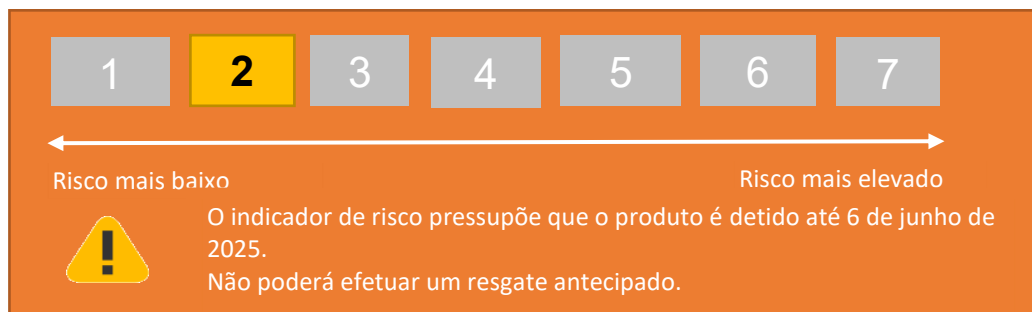 1 2 3 4 5 6 7
Risco mais baixo Risco mais elevado
O indicador de risco pressupõe que o produto é detido até 6 de junho de
2025.
Não poderá efetuar um resgate antecipado.